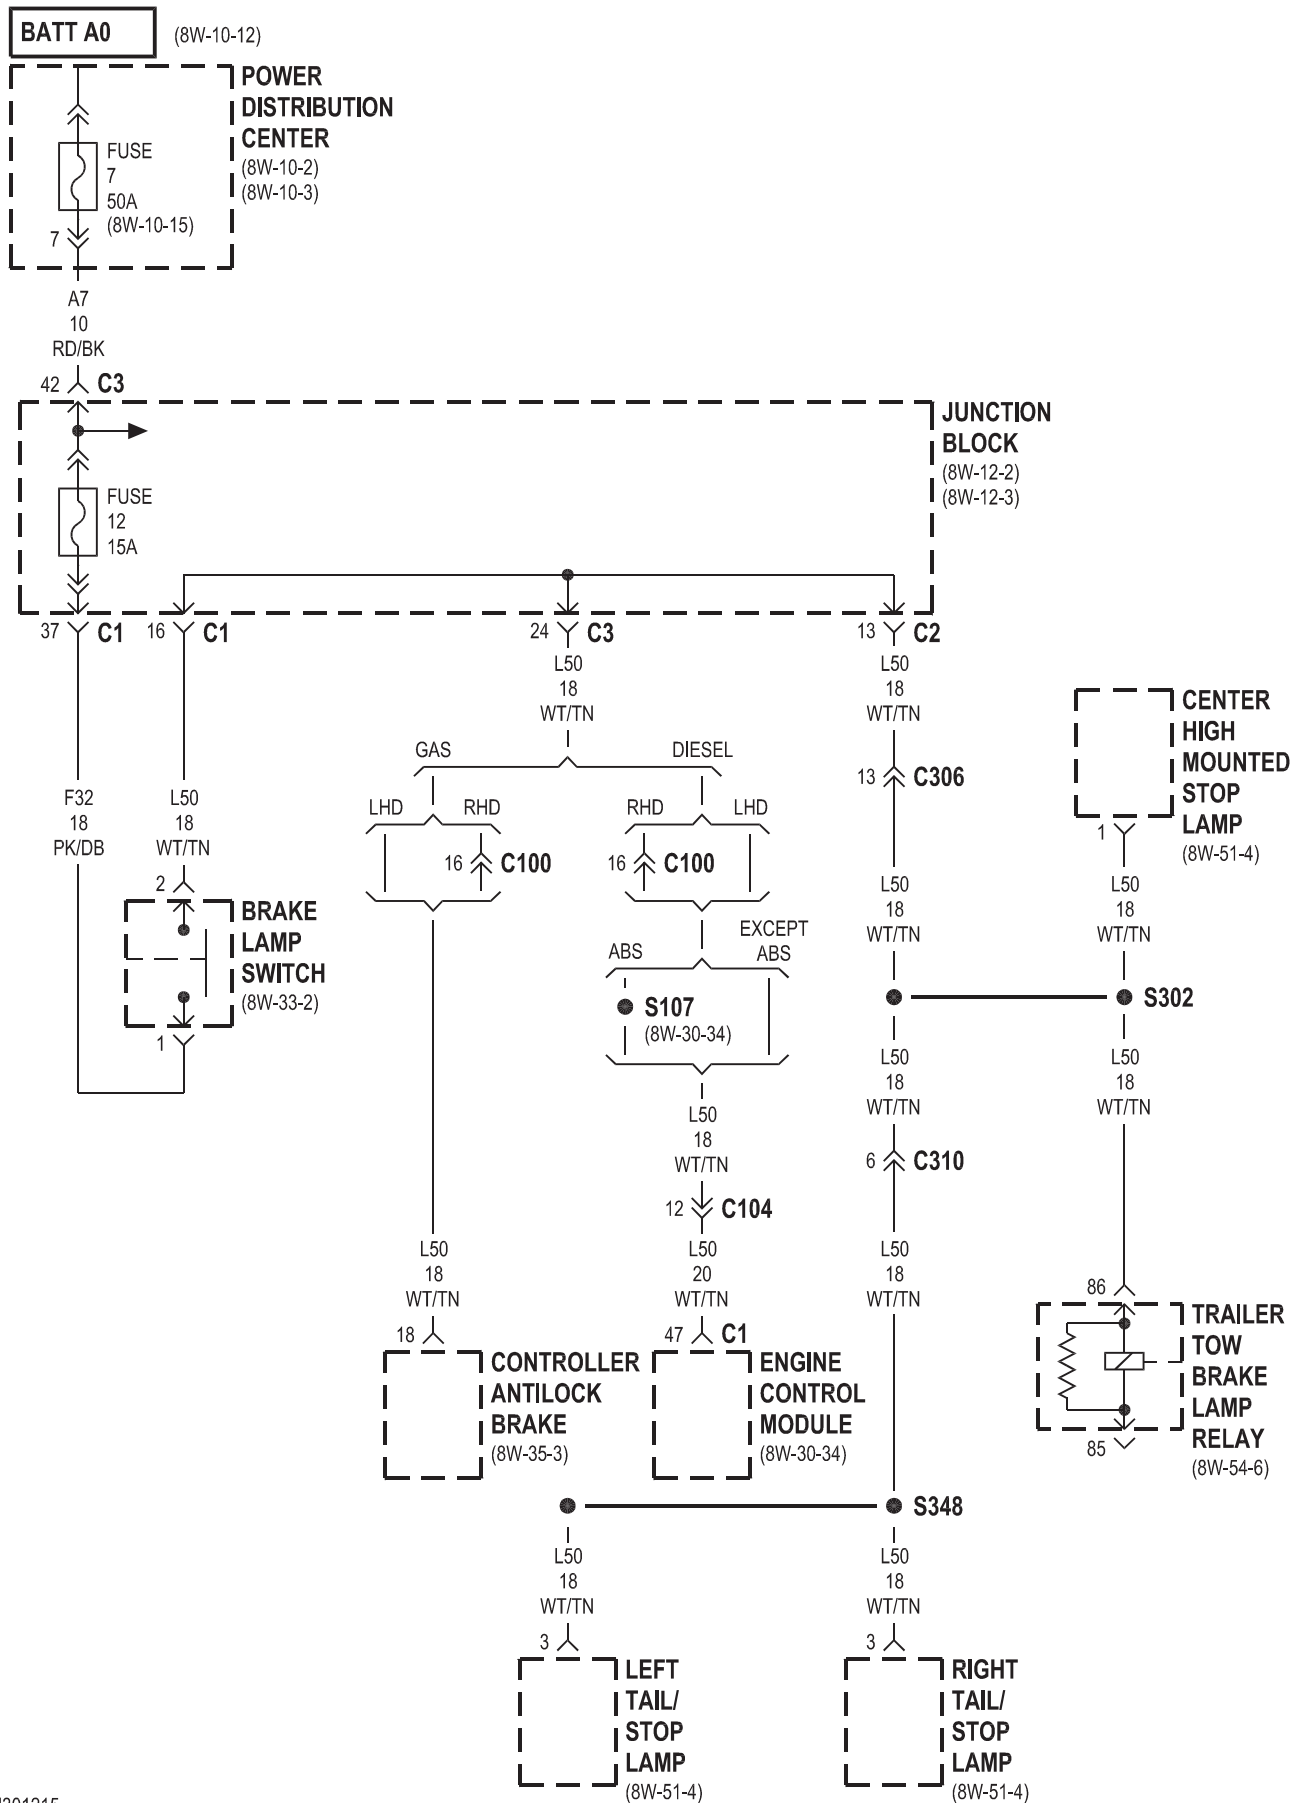 BATT A0
(8W-10-12)
POWER
DISTRIBUTION
CENTER
(8W-10-2)
(8W-10-3)
FUSE
7
50A
(8W-10-15)
7
A7
10
RD/BK
42 C3
JUNCTION
BLOCK
(8W-12-2)
(8W-12-3)
FUSE
12
15A
37 C1
16 C1
24 C3
13 C2
L50
18
WT/TN
L50
18
WT/TN
GAS
DIESEL
LHD
RHD
RHD
LHD
16 C100
16 C100
13 C306
CENTER
HIGH
MOUNTED
STOP
LAMP
(8W-51-4)
1
F32
18
PK/DB
L50
18
WT/TN
2
BRAKE
LAMP
SWITCH
(8W-33-2)
1
L50
18
WT/TN
L50
18
WT/TN
ABS
EXCEPT
ABS
S107
(8W-30-34)
S302
L50
18
WT/TN
L50
18
WT/TN
L50
18
WT/TN
6 C310
12 C104
L50
18
WT/TN
L50
20
WT/TN
L50
18
WT/TN
18
CONTROLLER
ANTILOCK
BRAKE
(8W-35-3)
47 C1
ENGINE
CONTROL
MODULE
(8W-30-34)
86
TRAILER
TOW
BRAKE
LAMP
RELAY
(8W-54-6)
85
S348
L50
18
WT/TN
L50
18
WT/TN
3
LEFT
TAIL/
STOP
LAMP
(8W-51-4)
3
RIGHT
TAIL/
STOP
LAMP
(8W-51-4)